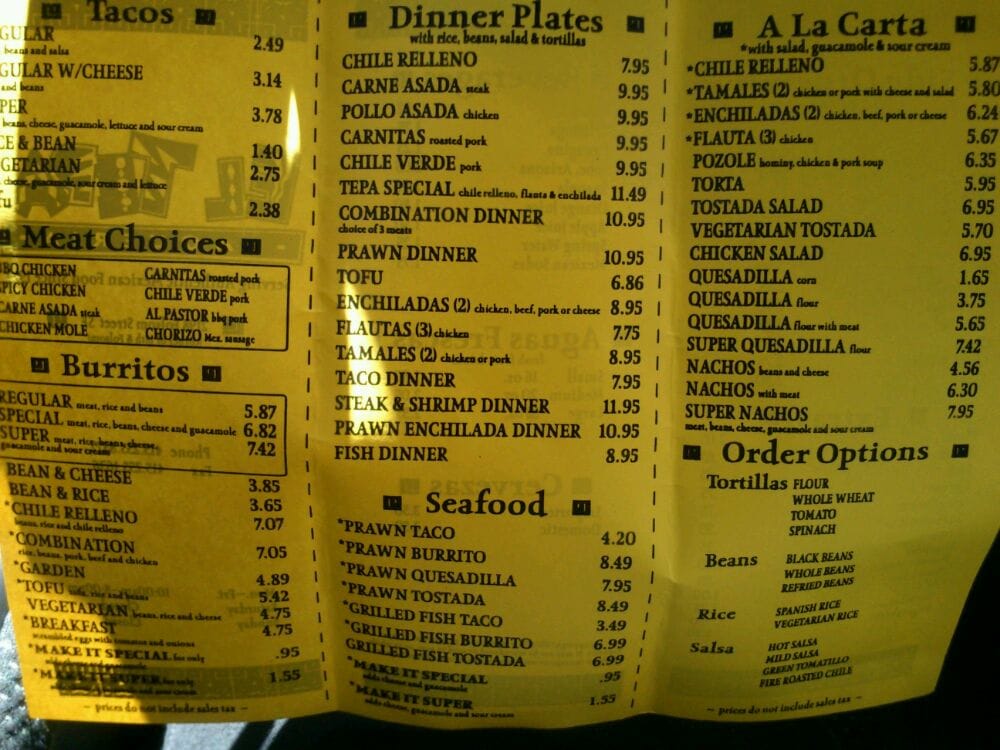 Tacos
GULAR 2.49
beans and salsa
GULAR W/CHEESE 3.14
and beans
PER 3.78
beans, cheese, guacamole, lettuce and sour cream
E & BEAN 1.40
GETARIAN 2.75
cheese, guacamole, sour cream and lettuce
fu 2.38
Meat Choices
BBQ CHICKEN CARNITAS roasted pork
SPICY CHICKEN CHILE VERDE pork
CARNE ASADA steak AL PASTOR bbq pork
CHICKEN MOLE CHORIZO Mex. sausage
Burritos
REGULAR meat, rice and beans 5.87
SPECIAL meat, rice, beans, cheese and guacamole 6.82
SUPER meat, rice, beans, cheese, 7.42
guacamole and sour cream
BEAN & CHEESE 3.85
BEAN & RICE 3.65
*CHILE RELLENO 7.07
beans, rice and chile relleno
*COMBINATION 7.05
rice, beans, pork, beef and chicken
*GARDEN 4.89
*TOFU tofu, rice and beans 5.42
VEGETARIAN beans, rice and cheese 4.75
*BREAKFAST 4.75
scrambled eggs with tomatos and onions
*MAKE IT SPECIAL for only .95
*MAKE IT SUPER for only 1.55
~ prices do not include sales tax ~
Dinner Plates
with rice, beans, salad & tortillas
CHILE RELLENO 7.95
CARNE ASADA steak 9.95
POLLO ASADA chicken 9.95
CARNITAS roasted pork 9.95
CHILE VERDE pork 9.95
TEPA SPECIAL chile relleno, flauta & enchilada 11.49
COMBINATION DINNER 10.95
choice of 3 meats
PRAWN DINNER 10.95
TOFU 6.86
ENCHILADAS (2) chicken, beef, pork or cheese 8.95
FLAUTAS (3) chicken 7.75
TAMALES (2) chicken or pork 8.95
TACO DINNER 7.95
STEAK & SHRIMP DINNER 11.95
PRAWN ENCHILADA DINNER 10.95
FISH DINNER 8.95
Seafood
*PRAWN TACO 4.20
*PRAWN BURRITO 8.49
*PRAWN QUESADILLA 7.95
*PRAWN TOSTADA 8.49
*GRILLED FISH TACO 3.49
*GRILLED FISH BURRITO 6.99
GRILLED FISH TOSTADA 6.99
*MAKE IT SPECIAL .95
adds cheese and guacamole
*MAKE IT SUPER 1.55
adds cheese, guacamole and sour cream
A La Carta
*with salad, guacamole & sour cream
*CHILE RELLENO 5.87
*TAMALES (2) chicken or pork with cheese and salad 5.80
*ENCHILADAS (2) chicken, beef, pork or cheese 6.24
*FLAUTA (3) chicken 5.67
POZOLE hominy, chicken & pork soup 6.35
TORTA 5.95
TOSTADA SALAD 6.95
VEGETARIAN TOSTADA 5.70
CHICKEN SALAD 6.95
QUESADILLA corn 1.65
QUESADILLA flour 3.75
QUESADILLA flour with meat 5.65
SUPER QUESADILLA flour 7.42
NACHOS beans and cheese 4.56
NACHOS with meat 6.30
SUPER NACHOS 7.95
meat, beans, cheese, guacamole and sour cream
Order Options
Tortillas FLOUR
WHOLE WHEAT
TOMATO
SPINACH
Beans BLACK BEANS
WHOLE BEANS
REFRIED BEANS
Rice SPANISH RICE
VEGETARIAN RICE
Salsa HOT SALSA
MILD SALSA
GREEN TOMATILLO
FIRE ROASTED CHILE
~ prices do not include sales tax ~